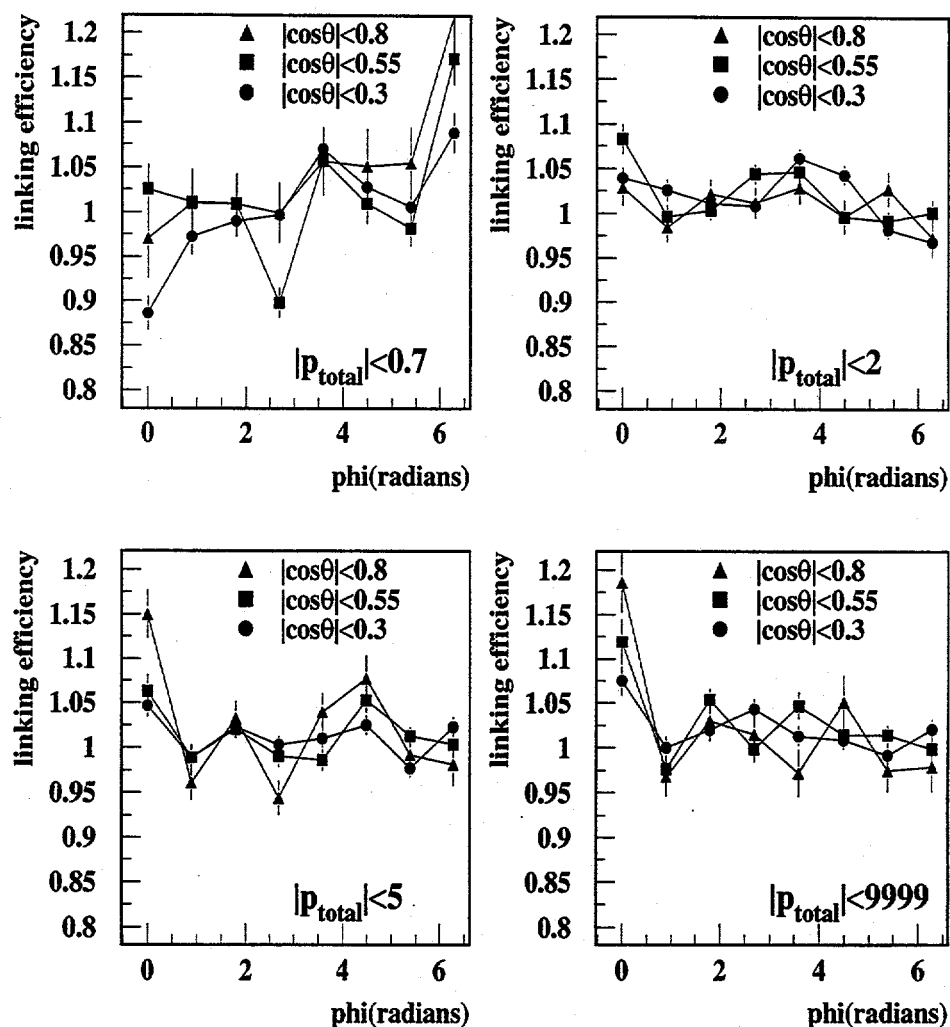 linking efficiency
1.2
1.15
1.1
1.05
1
0.95
0.9
0.85
0.8
|cosθ|<0.8
|cosθ|<0.55
|cosθ|<0.3
|p_total|<0.7
0 2 4 6
phi(radians)
linking efficiency
1.2
1.15
1.1
1.05
1
0.95
0.9
0.85
0.8
|cosθ|<0.8
|cosθ|<0.55
|cosθ|<0.3
|p_total|<2
0 2 4 6
phi(radians)
linking efficiency
1.2
1.15
1.1
1.05
1
0.95
0.9
0.85
0.8
|cosθ|<0.8
|cosθ|<0.55
|cosθ|<0.3
|p_total|<5
0 2 4 6
phi(radians)
linking efficiency
1.2
1.15
1.1
1.05
1
0.95
0.9
0.85
0.8
|cosθ|<0.8
|cosθ|<0.55
|cosθ|<0.3
|p_total|<9999
0 2 4 6
phi(radians)